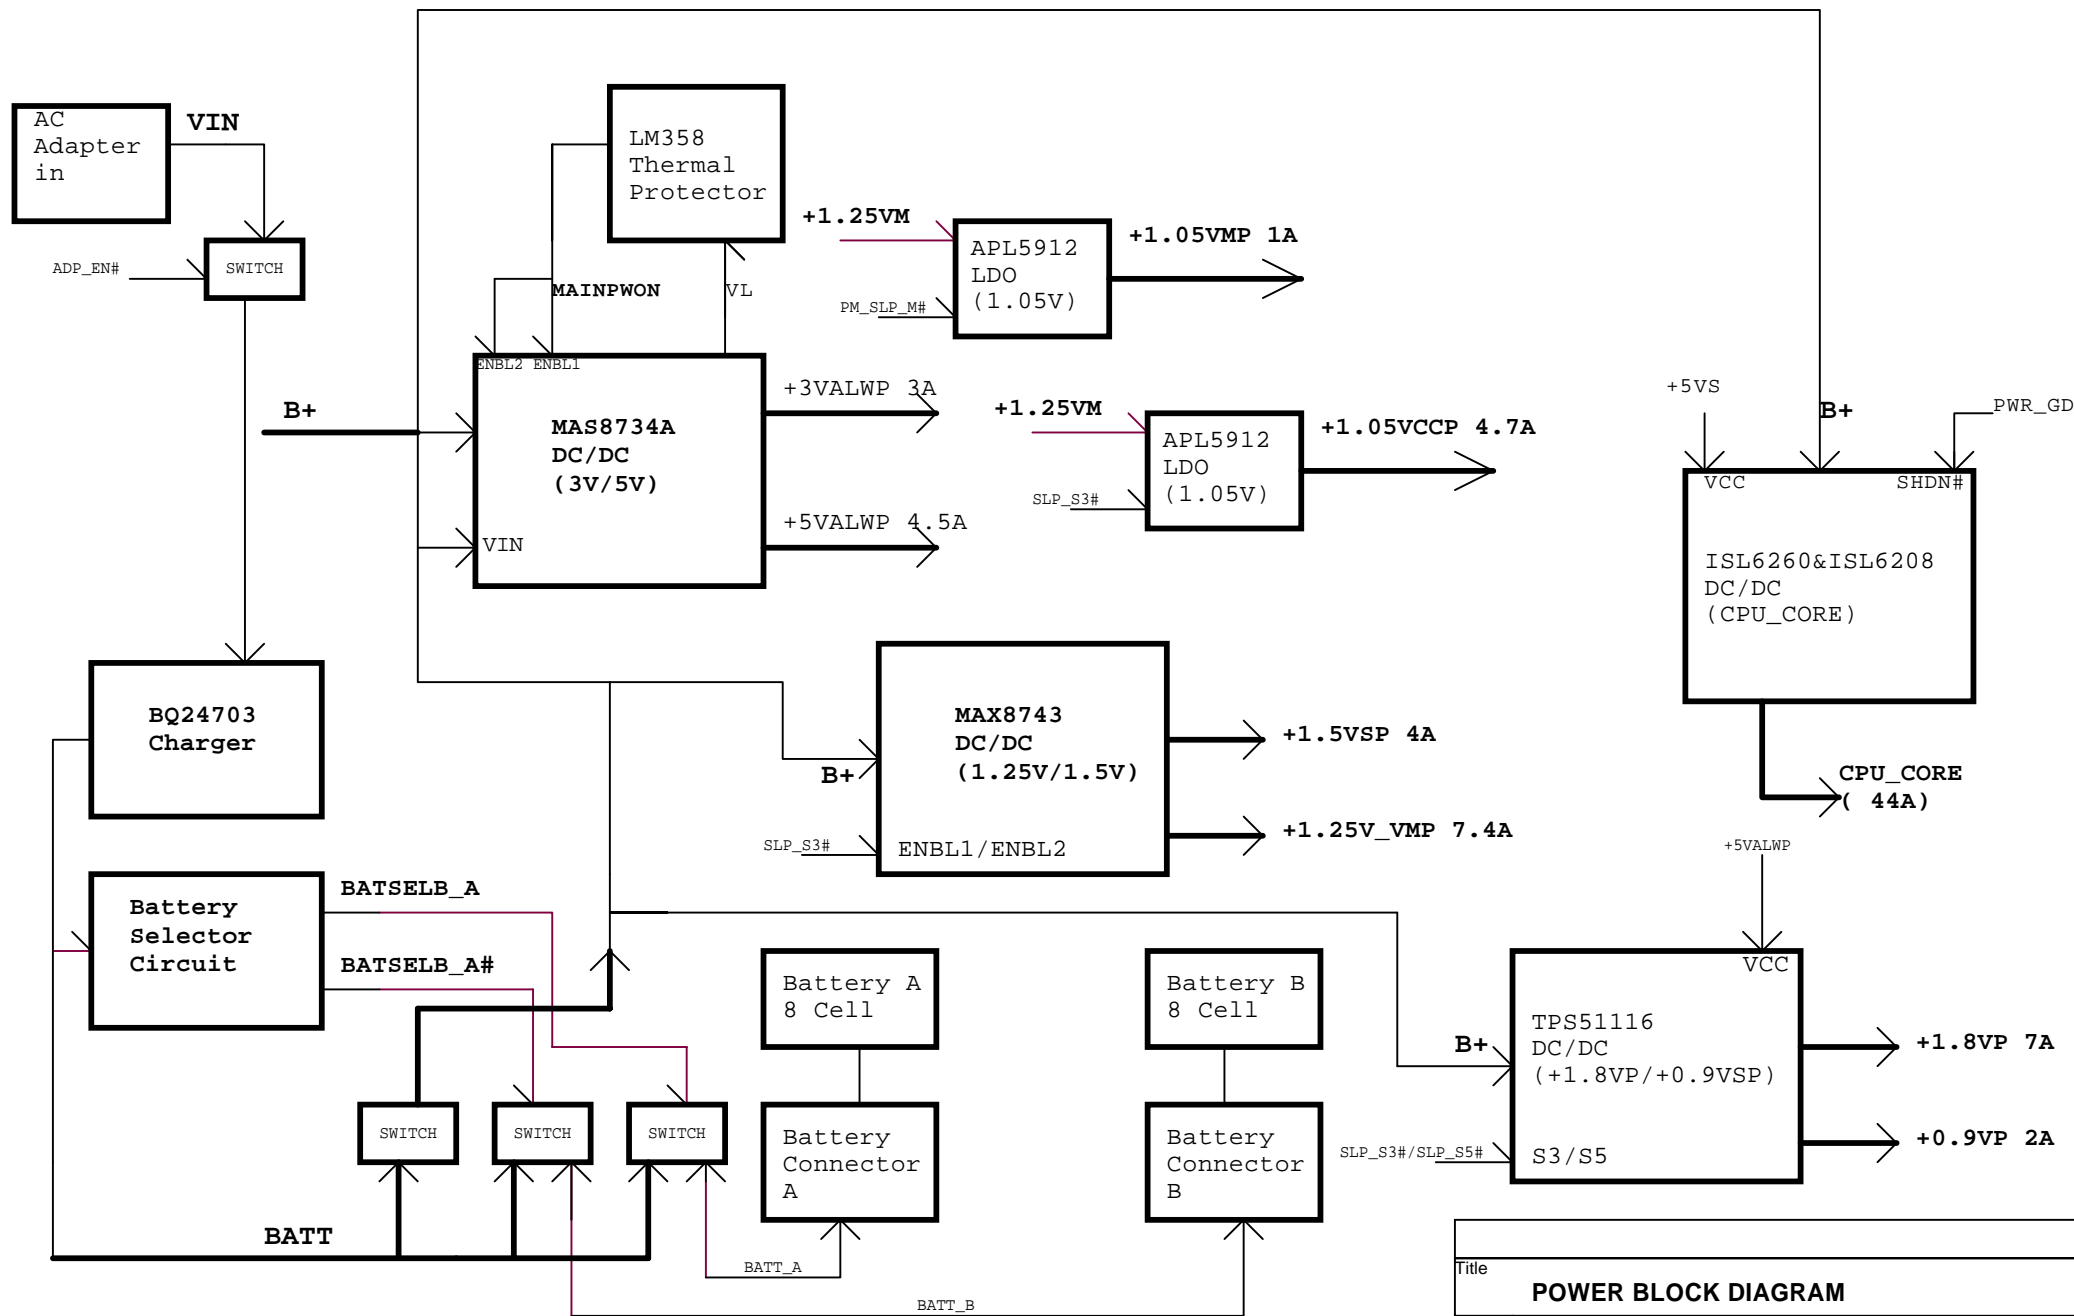 AC
Adapter
in
VIN
ADP_EN#
SWITCH
LM358
Thermal
Protector
MAINPWON
VL
ENBL2 ENBL1
B+
MAS8734A
DC/DC
(3V/5V)
VIN
+3VALWP 3A
+5VALWP 4.5A
+1.25VM
PM_SLP_M#
APL5912
LDO
(1.05V)
+1.05VMP 1A
+1.25VM
SLP_S3#
APL5912
LDO
(1.05V)
+1.05VCCP 4.7A
+5VS
B+
PWR_GD
VCC
SHDN#
ISL6260&ISL6208
DC/DC
(CPU_CORE)
CPU_CORE
( 44A)
BQ24703
Charger
B+
SLP_S3#
MAX8743
DC/DC
(1.25V/1.5V)
ENBL1/ENBL2
+1.5VSP 4A
+1.25V_VMP 7.4A
Battery
Selector
Circuit
BATSELB_A
BATSELB_A#
SWITCH
SWITCH
SWITCH
BATT
Battery A
8 Cell
Battery
Connector
A
BATT_A
Battery B
8 Cell
Battery
Connector
B
BATT_B
+5VALWP
VCC
B+
TPS51116
DC/DC
(+1.8VP/+0.9VSP)
SLP_S3#/SLP_S5#
S3/S5
+1.8VP 7A
+0.9VP 2A
Title
POWER BLOCK DIAGRAM